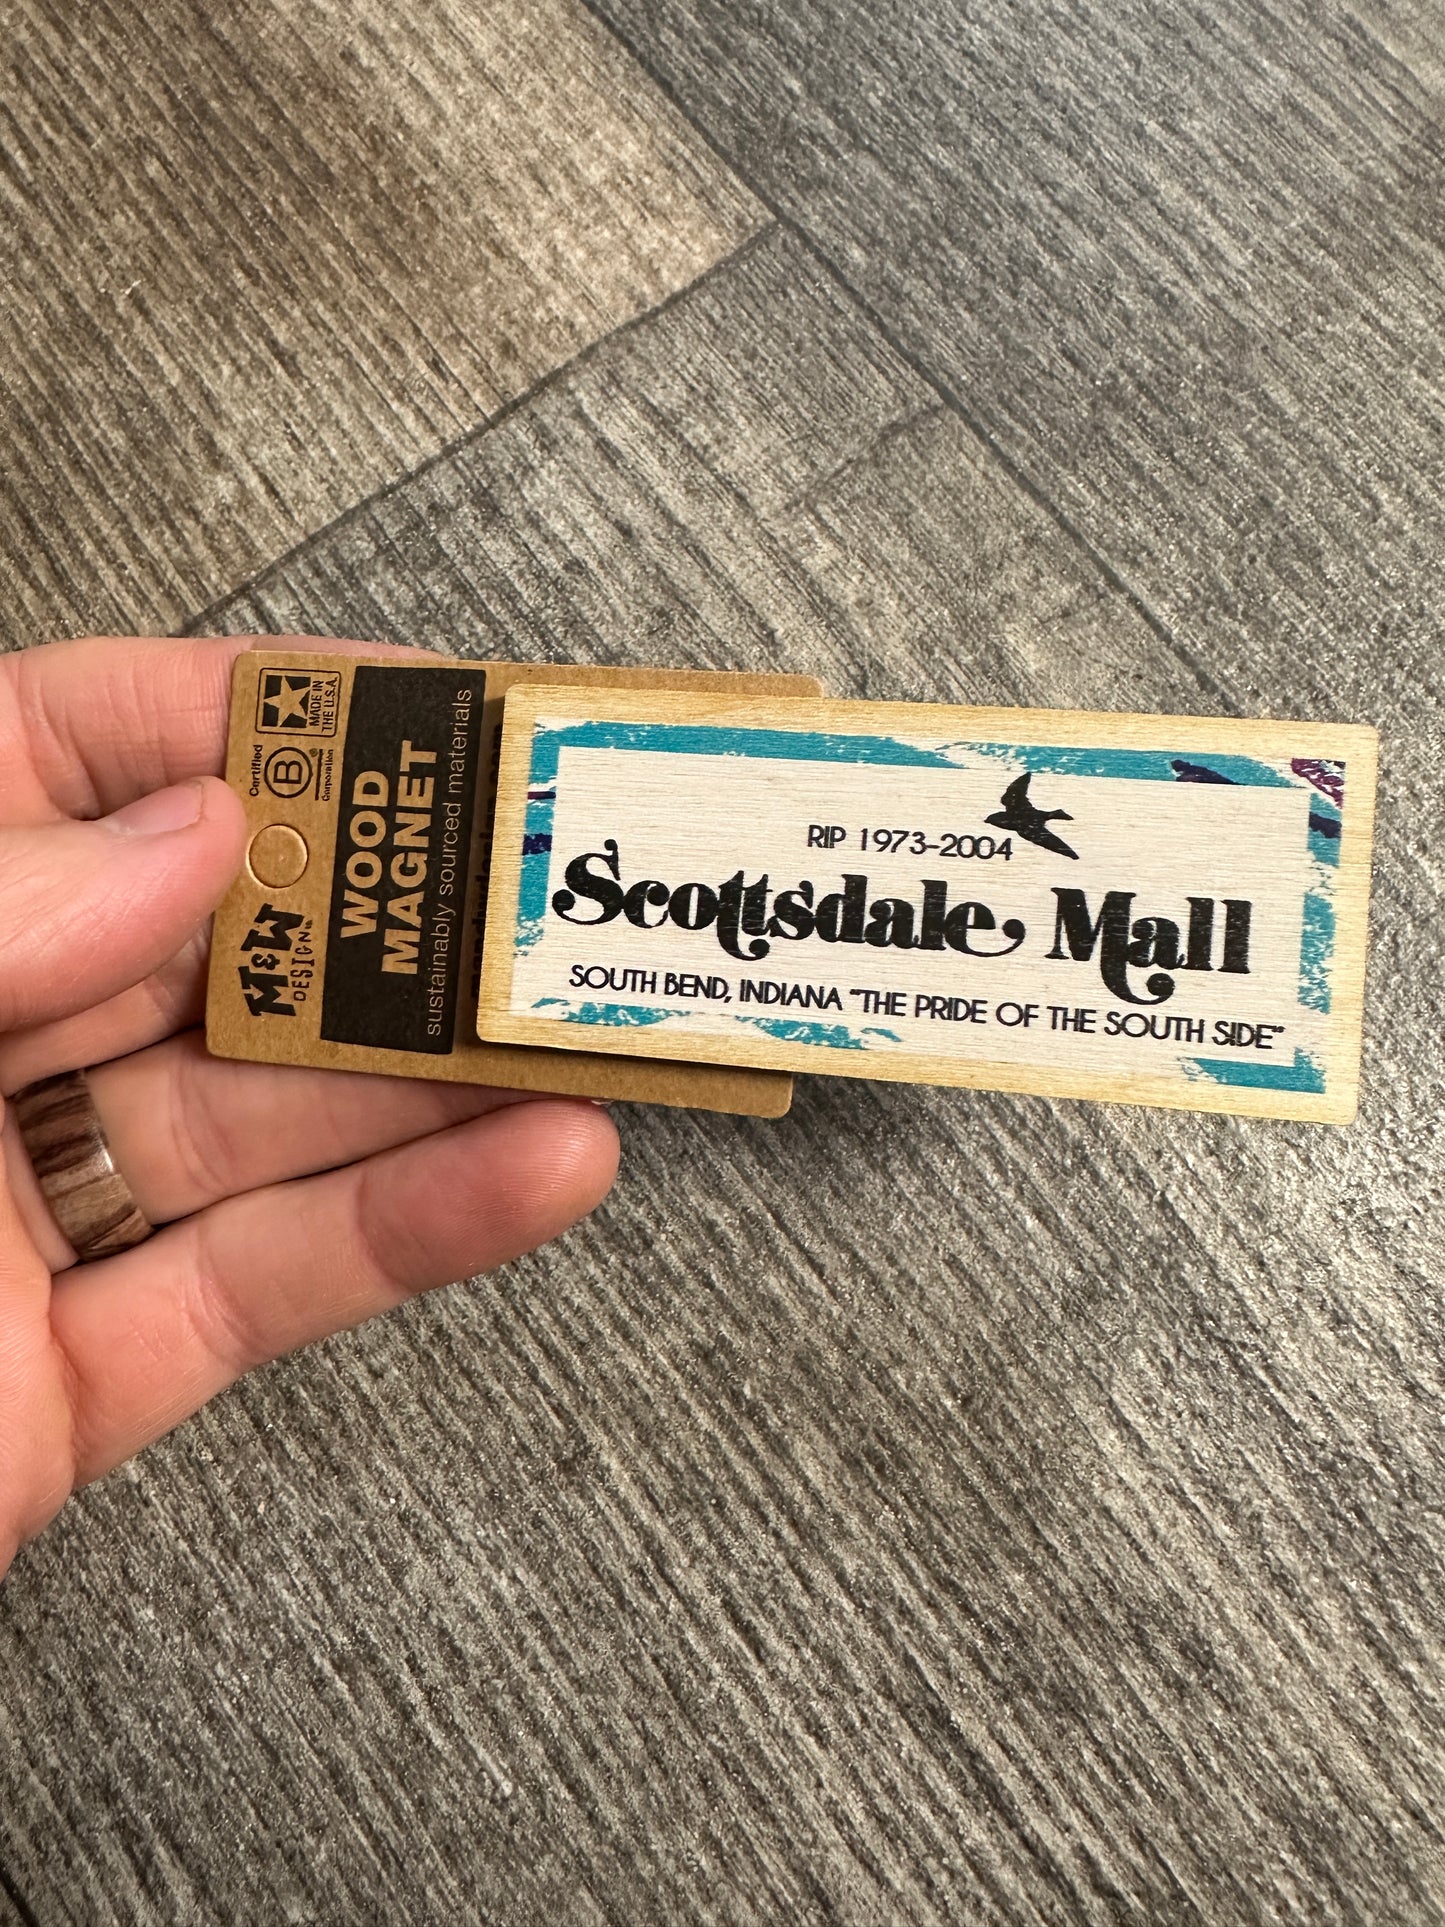 MADE IN
THE U.S.A.
Certified
B
Corporation
M&W
DESIGN CO.
WOOD
MAGNET
sustainably sourced materials
RIP 1973-2004
Scottsdale Mall
SOUTH BEND, INDIANA "THE PRIDE OF THE SOUTH SIDE"